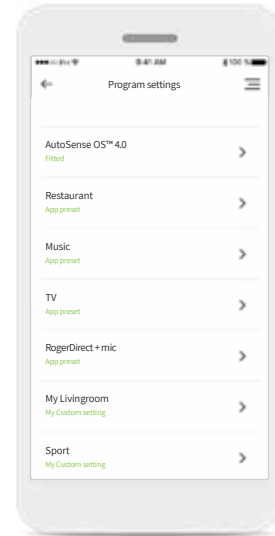 9:41 AM
100 %
Program settings
AutoSense OS™ 4.0
Fitted
Restaurant
App preset
Music
App preset
TV
App preset
RogerDirect + mic
App preset
My Livingroom
My Custom setting
Sport
My Custom setting